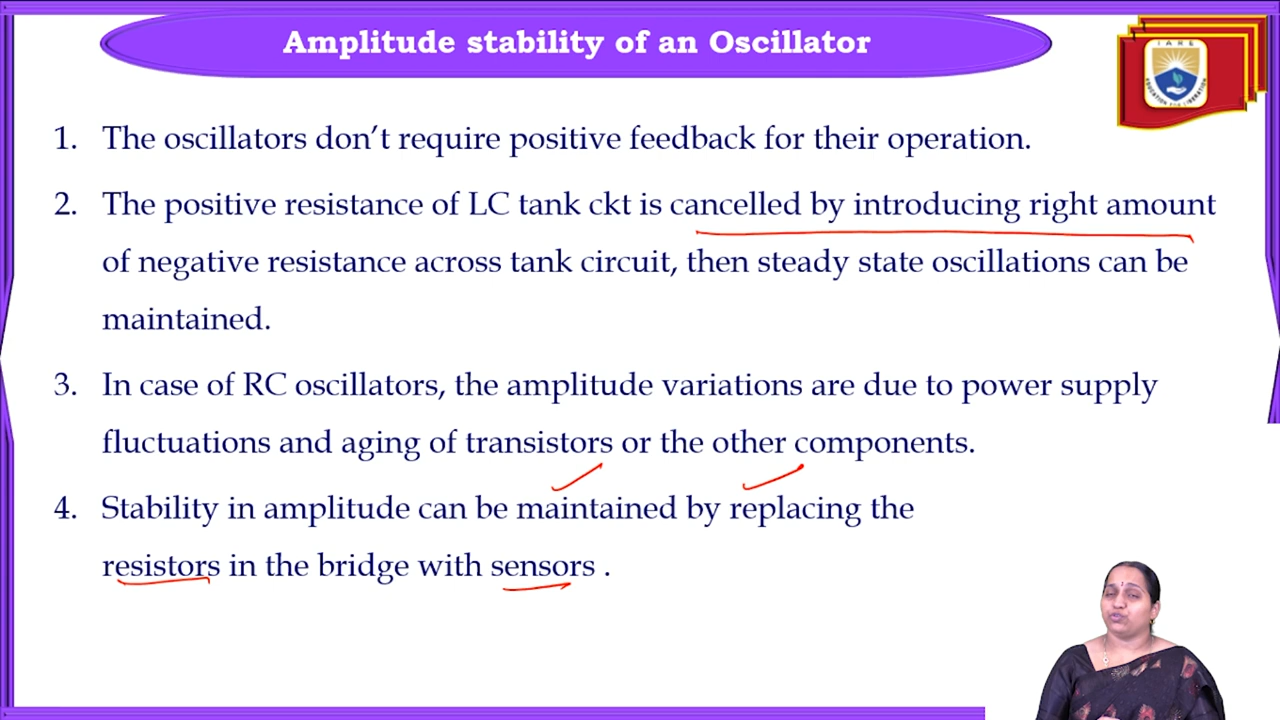 Amplitude stability of an Oscillator
I A R E
EDUCATION FOR LIBERATION
1. The oscillators don’t require positive feedback for their operation.
2. The positive resistance of LC tank ckt is cancelled by introducing right amount
of negative resistance across tank circuit, then steady state oscillations can be
maintained.
3. In case of RC oscillators, the amplitude variations are due to power supply
fluctuations and aging of transistors or the other components.
4. Stability in amplitude can be maintained by replacing the
resistors in the bridge with sensors .